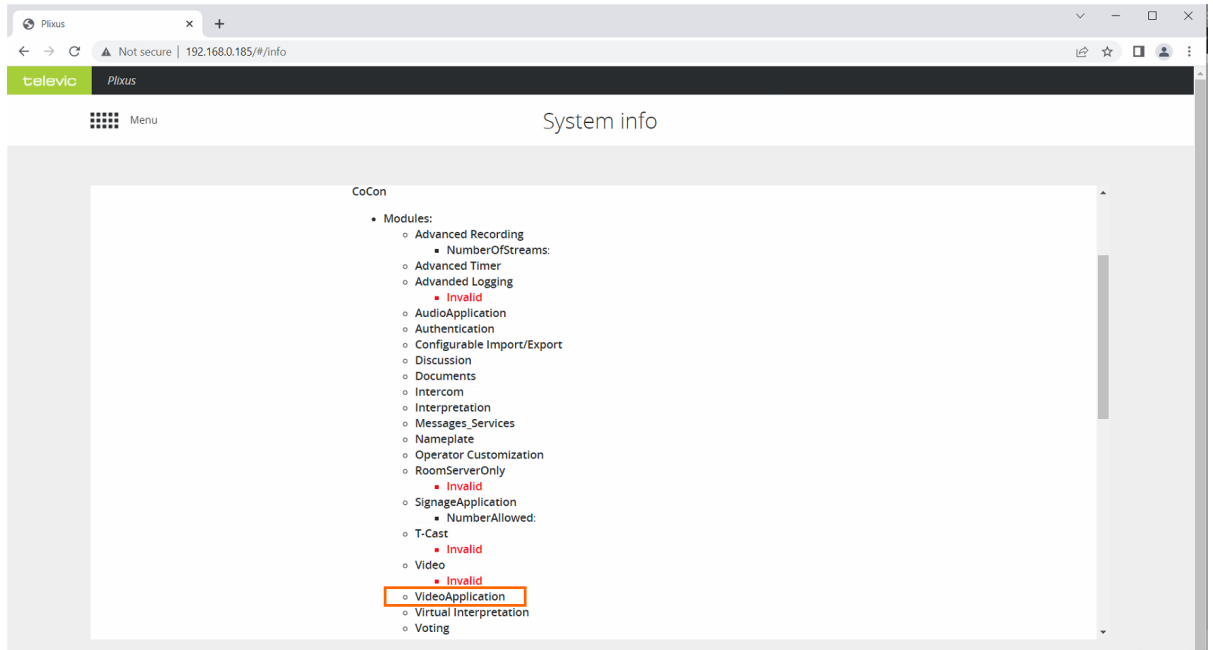 Plixus
Not secure | 192.168.0.185/#/info
televic Plixus
Menu
System info
CoCon
Modules:
Advanced Recording
NumberOfStreams:
Advanced Timer
Advanded Logging
Invalid
AudioApplication
Authentication
Configurable Import/Export
Discussion
Documents
Intercom
Interpretation
Messages_Services
Nameplate
Operator Customization
RoomServerOnly
Invalid
SignageApplication
NumberAllowed:
T-Cast
Invalid
Video
Invalid
VideoApplication
Virtual Interpretation
Voting